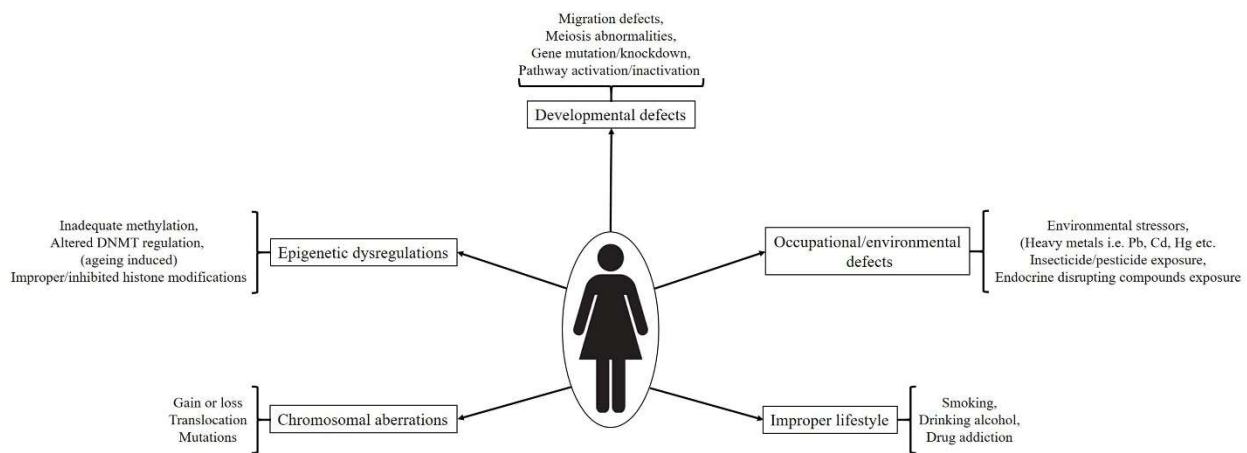 Migration defects,
Meiosis abnormalities,
Gene mutation/knockdown,
Pathway activation/inactivation
Developmental defects
Inadequate methylation,
Altered DNMT regulation,
(ageing induced)
Improper/inhibited histone modifications
Epigenetic dysregulations
Occupational/environmental
defects
Environmental stressors,
(Heavy metals i.e. Pb, Cd, Hg etc.
Insecticide/pesticide exposure,
Endocrine disrupting compounds exposure
Gain or loss
Translocation
Mutations
Chromosomal aberrations
Improper lifestyle
Smoking,
Drinking alcohol,
Drug addiction